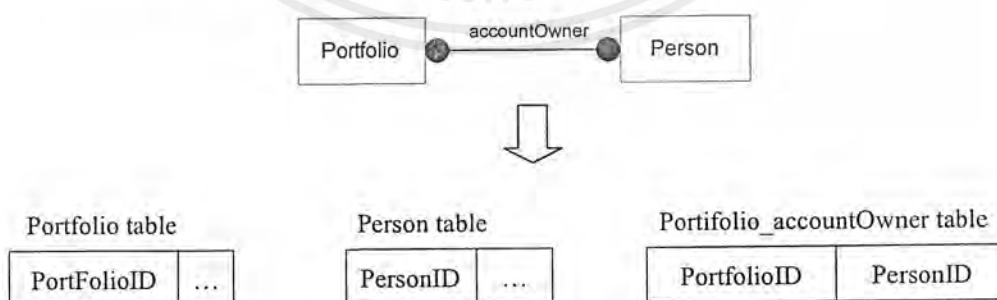 accountOwner
Portfolio
Person
Portfolio table
Person table
Portifolio_accountOwner table
PortFolioID
...
PersonID
...
PortfolioID
PersonID